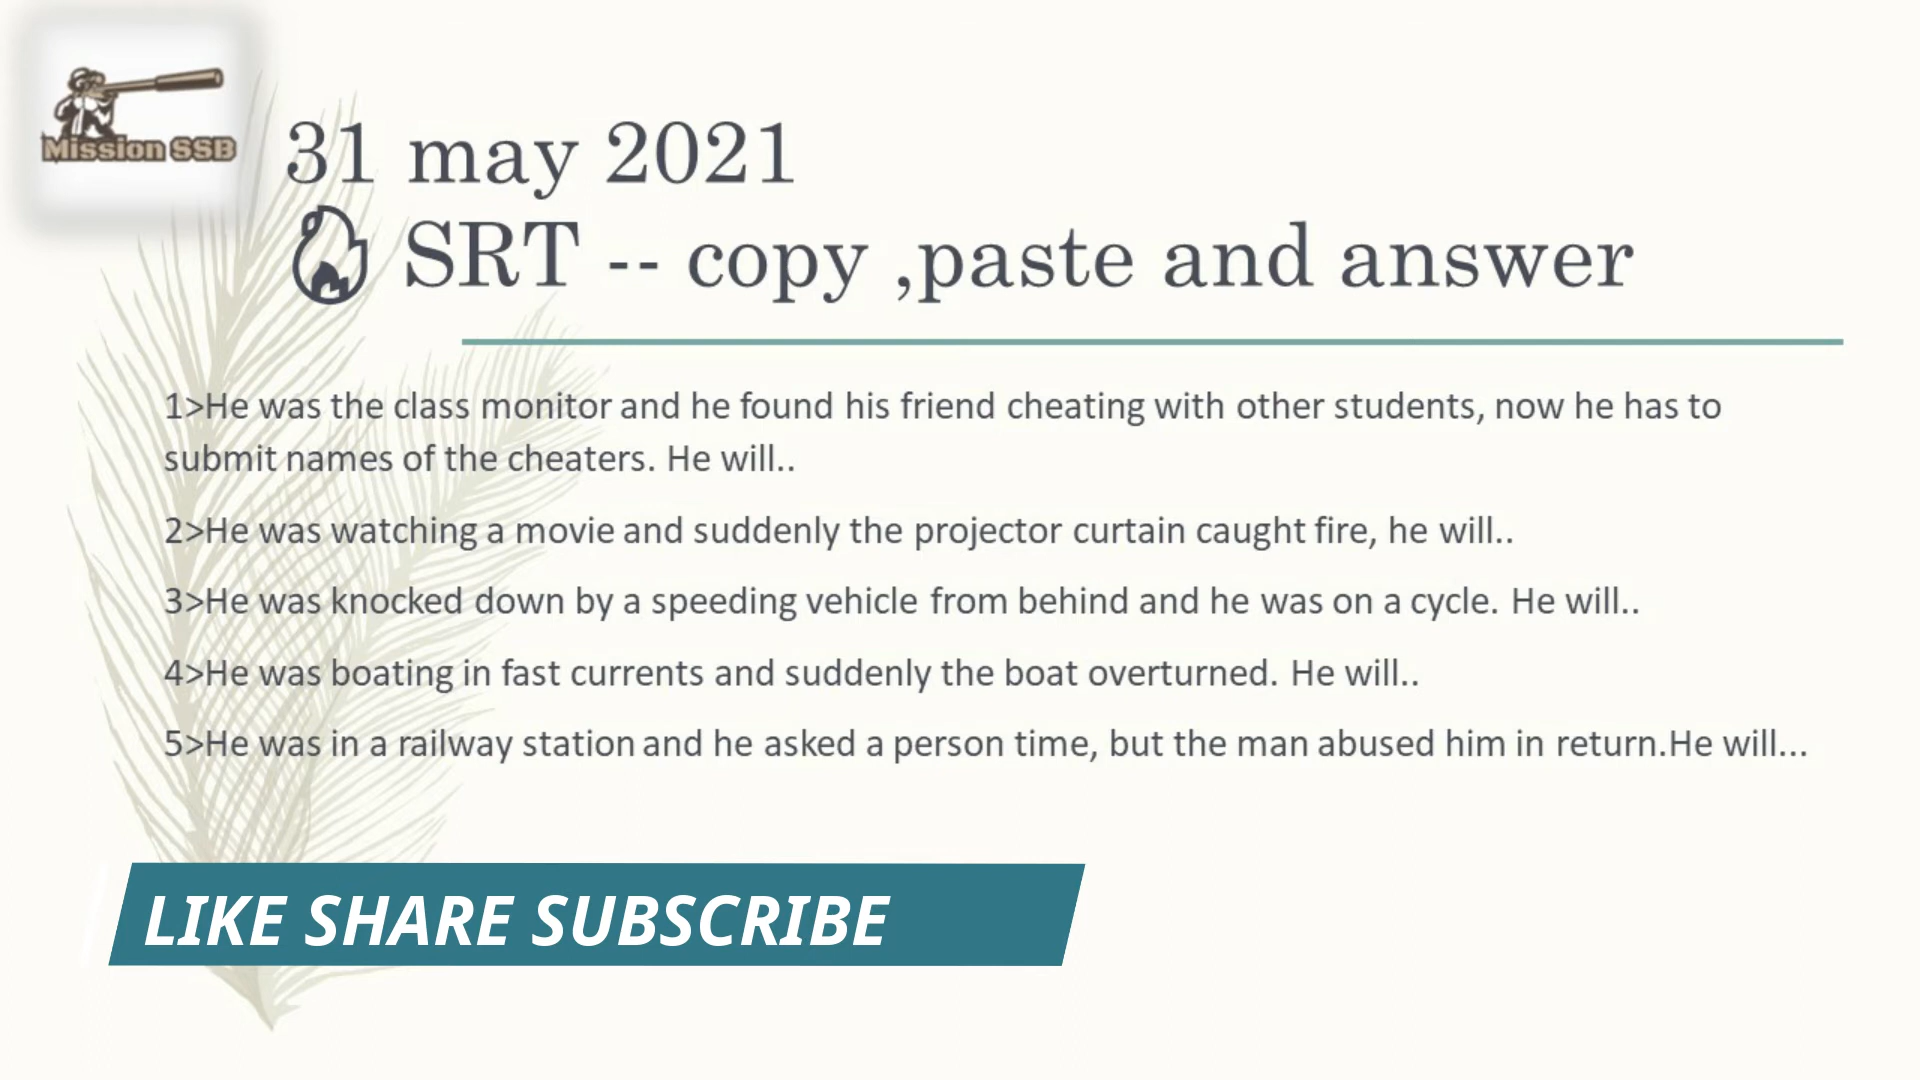 Mission SSB
31 may 2021
🔥 SRT -- copy ,paste and answer
1>He was the class monitor and he found his friend cheating with other students, now he has to
submit names of the cheaters. He will..
2>He was watching a movie and suddenly the projector curtain caught fire, he will..
3>He was knocked down by a speeding vehicle from behind and he was on a cycle. He will..
4>He was boating in fast currents and suddenly the boat overturned. He will..
5>He was in a railway station and he asked a person time, but the man abused him in return.He will...
LIKE SHARE SUBSCRIBE